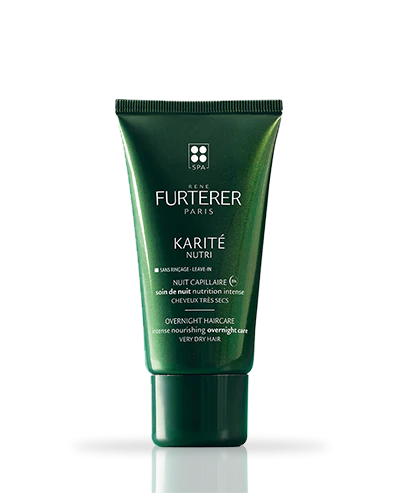 SPA
RENE
FURTERER
PARIS
KARITÉ
NUTRI
SANS RINÇAGE - LEAVE-IN
NUIT CAPILLAIRE
soin de nuit nutrition intense
CHEVEUX TRÈS SECS
OVERNIGHT HAIRCARE
intense nourishing overnight care
VERY DRY HAIR